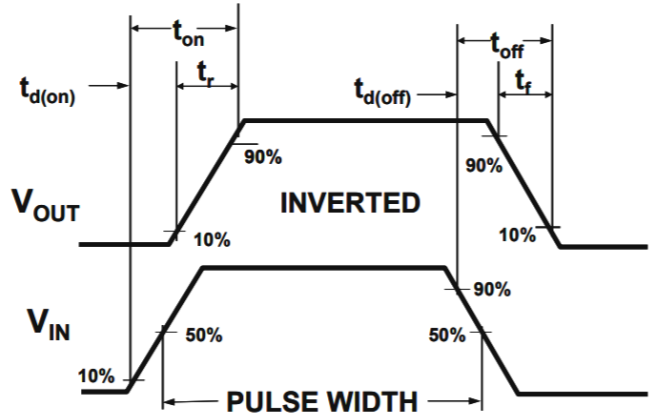 t_on
t_off
t_r
t_f
t_d(on)
t_d(off)
90%
90%
V_OUT
INVERTED
10%
10%
90%
V_IN
50%
50%
10%
PULSE WIDTH